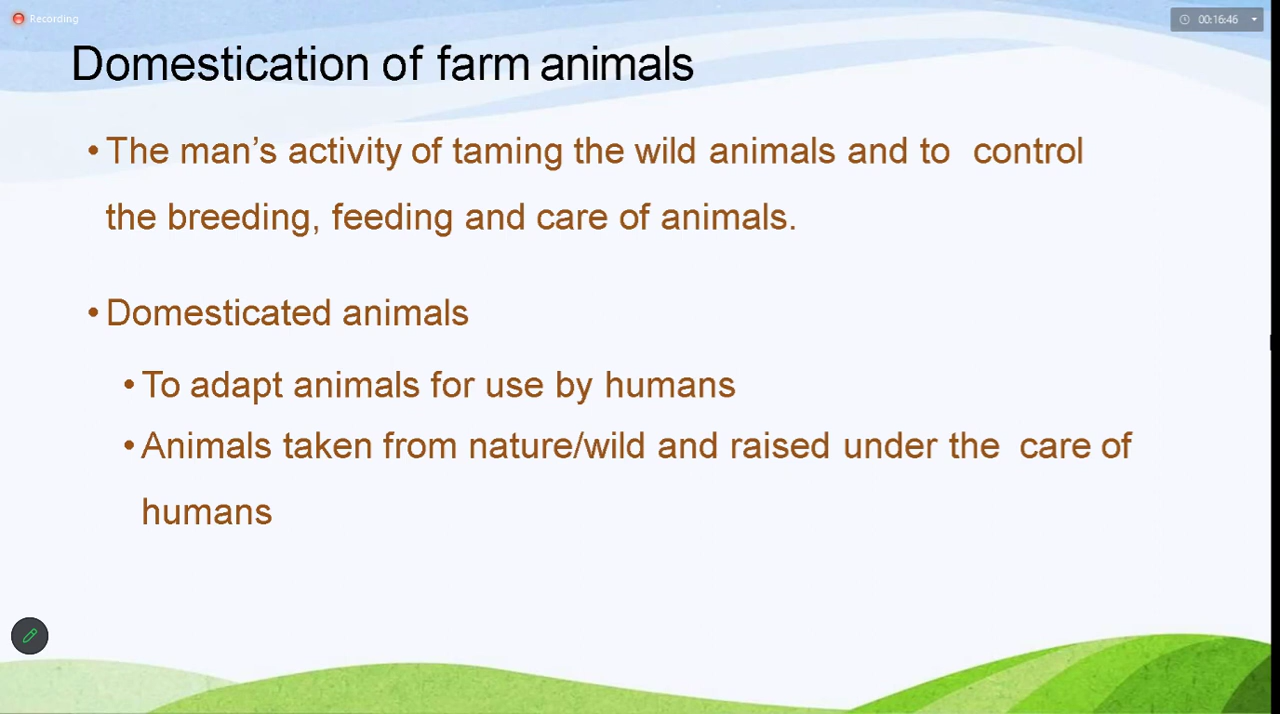 Recording
00:16:46
Domestication of farm animals
•The man’s activity of taming the wild animals and to control
the breeding, feeding and care of animals.
•Domesticated animals
•To adapt animals for use by humans
•Animals taken from nature/wild and raised under the care of
humans